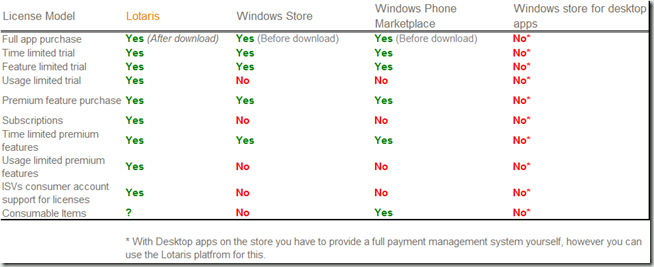 License Model Lotaris Windows Store Windows Phone Marketplace Windows store for desktop apps
Full app purchase Yes (After download) Yes (Before download) Yes (Before download) No*
Time limited trial Yes Yes Yes No*
Feature limited trial Yes Yes Yes No*
Usage limited trial Yes No No No*
Premium feature purchase Yes Yes Yes No*
Subscriptions Yes No No No*
Time limited premium features Yes Yes Yes No*
Usage limited premium features Yes No No No*
ISVs consumer account support for licenses Yes No No No*
Consumable Items ? No Yes No*
* With Desktop apps on the store you have to provide a full payment management system yourself, however you can
use the Lotaris platfrom for this.